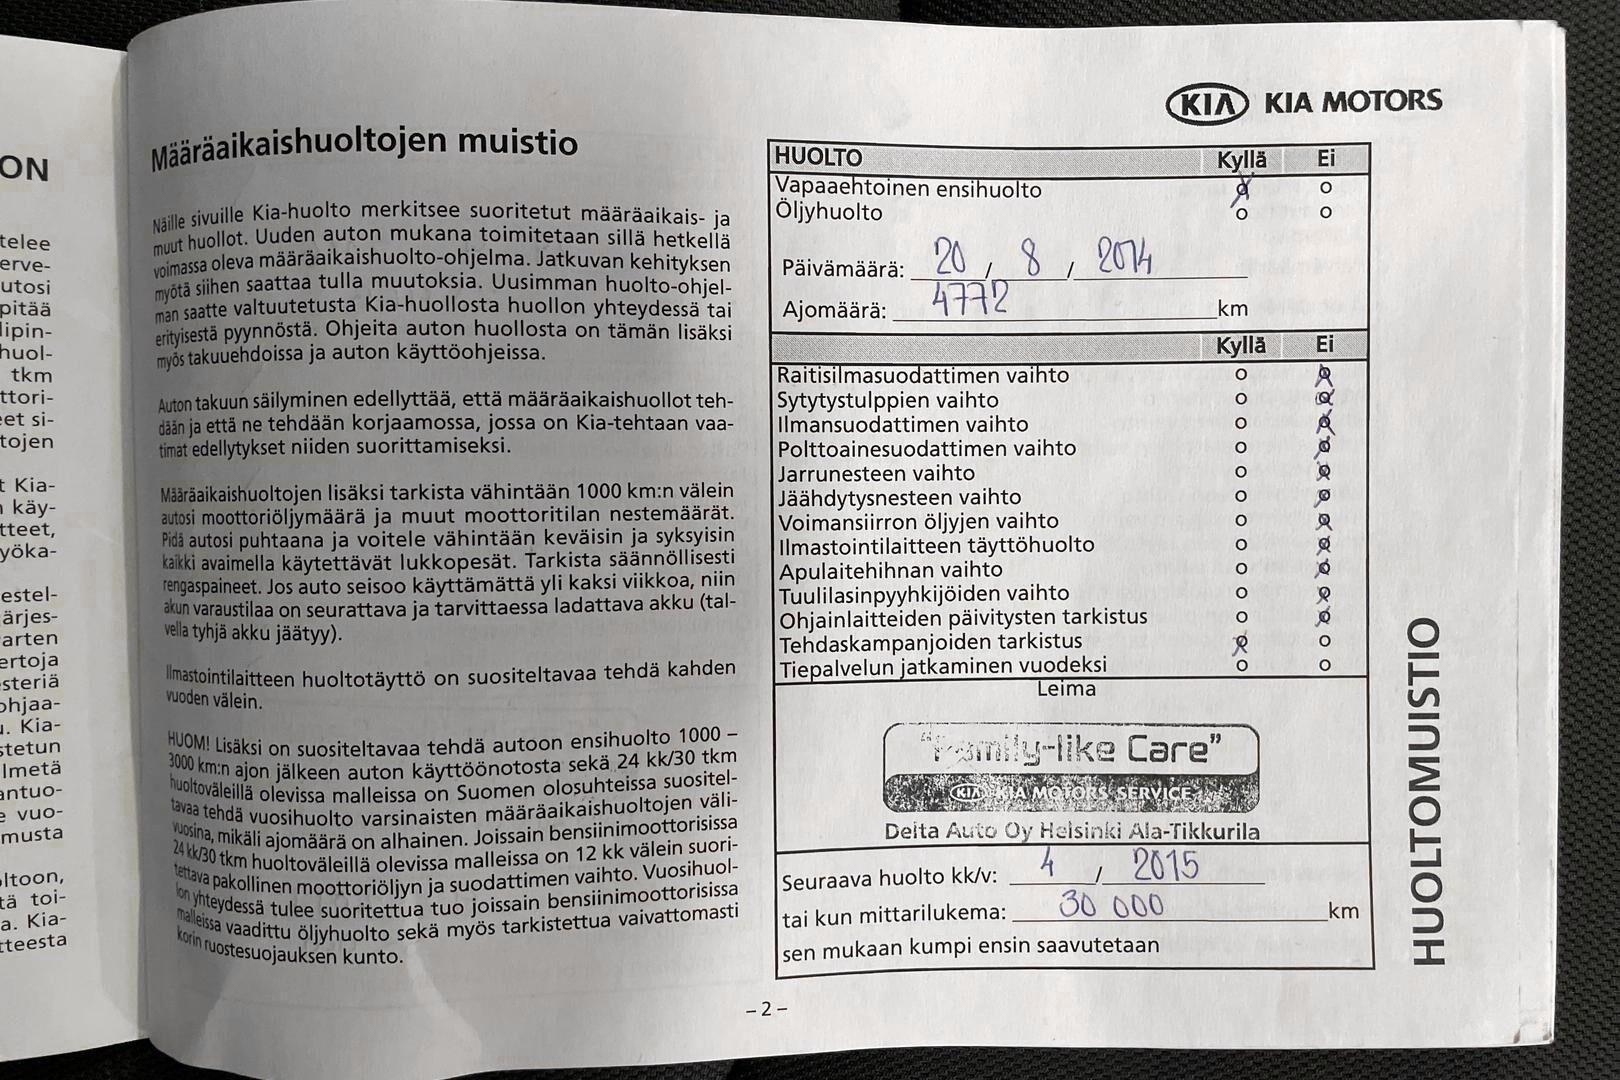 ON
telee
erve-
utosi
pitää
lipin-
huol-
tkm
ttori-
eet si-
tojen
t Kia-
n käy-
tteet,
yöka-
estel-
ärjes-
arten
ertoja
steriä
ohjaa-
u. Kia-
stetun
lmetä
antuo-
e vuo-
musta
oltoon,
tä toi-
a. Kia-
tteesta
Määräaikaishuoltojen muistio
Näille sivuille Kia-huolto merkitsee suoritetut määräaikais- ja
muut huollot. Uuden auton mukana toimitetaan sillä hetkellä
voimassa oleva määräaikaishuolto-ohjelma. Jatkuvan kehityksen
myötä siihen saattaa tulla muutoksia. Uusimman huolto-ohjel-
man saatte valtuutetusta Kia-huollosta huollon yhteydessä tai
erityisestä pyynnöstä. Ohjeita auton huollosta on tämän lisäksi
myös takuuehdoissa ja auton käyttöohjeissa.
Auton takuun säilyminen edellyttää, että määräaikaishuollot teh-
dään ja että ne tehdään korjaamossa, jossa on Kia-tehtaan vaa-
timat edellytykset niiden suorittamiseksi.
Määräaikaishuoltojen lisäksi tarkista vähintään 1000 km:n välein
autosi moottoriöljymäärä ja muut moottoritilan nestemäärät.
Pidä autosi puhtaana ja voitele vähintään keväisin ja syksyisin
kaikki avaimella käytettävät lukkopesät. Tarkista säännöllisesti
rengaspaineet. Jos auto seisoo käyttämättä yli kaksi viikkoa, niin
akun varaustilaa on seurattava ja tarvittaessa ladattava akku (tal-
vella tyhjä akku jäätyy).
Ilmastointilaitteen huoltotäyttö on suositeltavaa tehdä kahden
vuoden välein.
HUOM! Lisäksi on suositeltavaa tehdä autoon ensihuolto 1000 –
3000 km:n ajon jälkeen auton käyttöönotosta sekä 24 kk/30 tkm
huoltoväleillä olevissa malleissa on Suomen olosuhteissa suositel-
tavaa tehdä vuosihuolto varsinaisten määräaikaishuoltojen väli-
vuosina, mikäli ajomäärä on alhainen. Joissain bensiinimoottorisissa
24 kk/30 tkm huoltoväleillä olevissa malleissa on 12 kk välein suori-
tettava pakollinen moottoriöljyn ja suodattimen vaihto. Vuosihuol-
lon yhteydessä tulee suoritettua tuo joissain bensiinimoottorisissa
malleissa vaadittu öljyhuolto sekä myös tarkistettua vaivattomasti
korin ruostesuojauksen kunto.
KIA KIA MOTORS
HUOLTO Kyllä Ei
Vapaaehtoinen ensihuolto
Öljyhuolto
Päivämäärä: 20 / 8 / 2014
Ajomäärä: 4772 km
Kyllä Ei
Raitisilmasuodattimen vaihto
Sytytystulppien vaihto
Ilmansuodattimen vaihto
Polttoainesuodattimen vaihto
Jarrunesteen vaihto
Jäähdytysnesteen vaihto
Voimansiirron öljyjen vaihto
Ilmastointilaitteen täyttöhuolto
Apulaitehihnan vaihto
Tuulilasinpyyhkijöiden vaihto
Ohjainlaitteiden päivitysten tarkistus
Tehdaskampanjoiden tarkistus
Tiepalvelun jatkaminen vuodeksi
Leima
"Family-like Care"
KIA KIA MOTORS SERVICE
Delta Auto Oy Helsinki Ala-Tikkurila
Seuraava huolto kk/v: 4 / 2015
tai kun mittarilukema: 30 000 km
sen mukaan kumpi ensin saavutetaan
HUOLTOMUISTIO
– 2 –